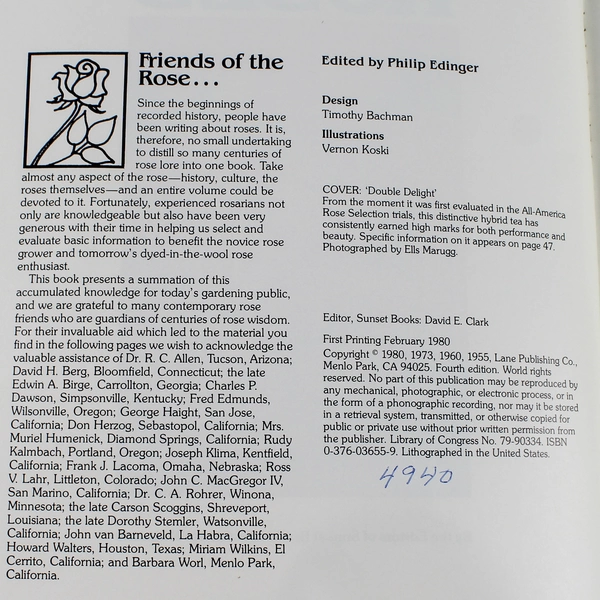 Friends of the
Rose...
Since the beginnings of
recorded history, people have
been writing about roses. It is,
therefore, no small undertaking
to distill so many centuries of
rose lore into one book. Take
almost any aspect of the rose—history, culture, the
roses themselves—and an entire volume could be
devoted to it. Fortunately, experienced rosarians not
only are knowledgeable but also have been very
generous with their time in helping us select and
evaluate basic information to benefit the novice rose
grower and tomorrow's dyed-in-the-wool rose
enthusiast.
This book presents a summation of this
accumulated knowledge for today's gardening public,
and we are grateful to many contemporary rose
friends who are guardians of centuries of rose wisdom.
For their invaluable aid which led to the material you
find in the following pages we wish to acknowledge the
valuable assistance of Dr. R. C. Allen, Tucson, Arizona;
David H. Berg, Bloomfield, Connecticut; the late
Edwin A. Birge, Carrollton, Georgia; Charles P.
Dawson, Simpsonville, Kentucky; Fred Edmunds,
Wilsonville, Oregon; George Haight, San Jose,
California; Don Herzog, Sebastopol, California; Mrs.
Muriel Humenick, Diamond Springs, California; Rudy
Kalmbach, Portland, Oregon; Joseph Klima, Kentfield,
California; Frank J. Lacoma, Omaha, Nebraska; Ross
V. Lahr, Littleton, Colorado; John C. MacGregor IV,
San Marino, California; Dr. C. A. Rohrer, Winona,
Minnesota; the late Carson Scoggins, Shreveport,
Louisiana; the late Dorothy Stemler, Watsonville,
California; John van Barneveld, La Habra, California;
Howard Walters, Houston, Texas; Miriam Wilkins, El
Cerrito, California; and Barbara Worl, Menlo Park,
California.
Edited by Philip Edinger
Design
Timothy Bachman
Illustrations
Vernon Koski
COVER: 'Double Delight'
From the moment it was first evaluated in the All-America
Rose Selection trials, this distinctive hybrid tea has
consistently earned high marks for both performance and
beauty. Specific information on it appears on page 47.
Photographed by Ells Marugg.
Editor, Sunset Books: David E. Clark
First Printing February 1980
Copyright © 1980, 1973, 1960, 1955, Lane Publishing Co.,
Menlo Park, CA 94025. Fourth edition. World rights
reserved. No part of this publication may be reproduced by
any mechanical, photographic, or electronic process, or in
the form of a phonographic recording, nor may it be stored
in a retrieval system, transmitted, or otherwise copied for
public or private use without prior written permission from
the publisher. Library of Congress No. 79-90334. ISBN
0-376-03655-9. Lithographed in the United States.
4940